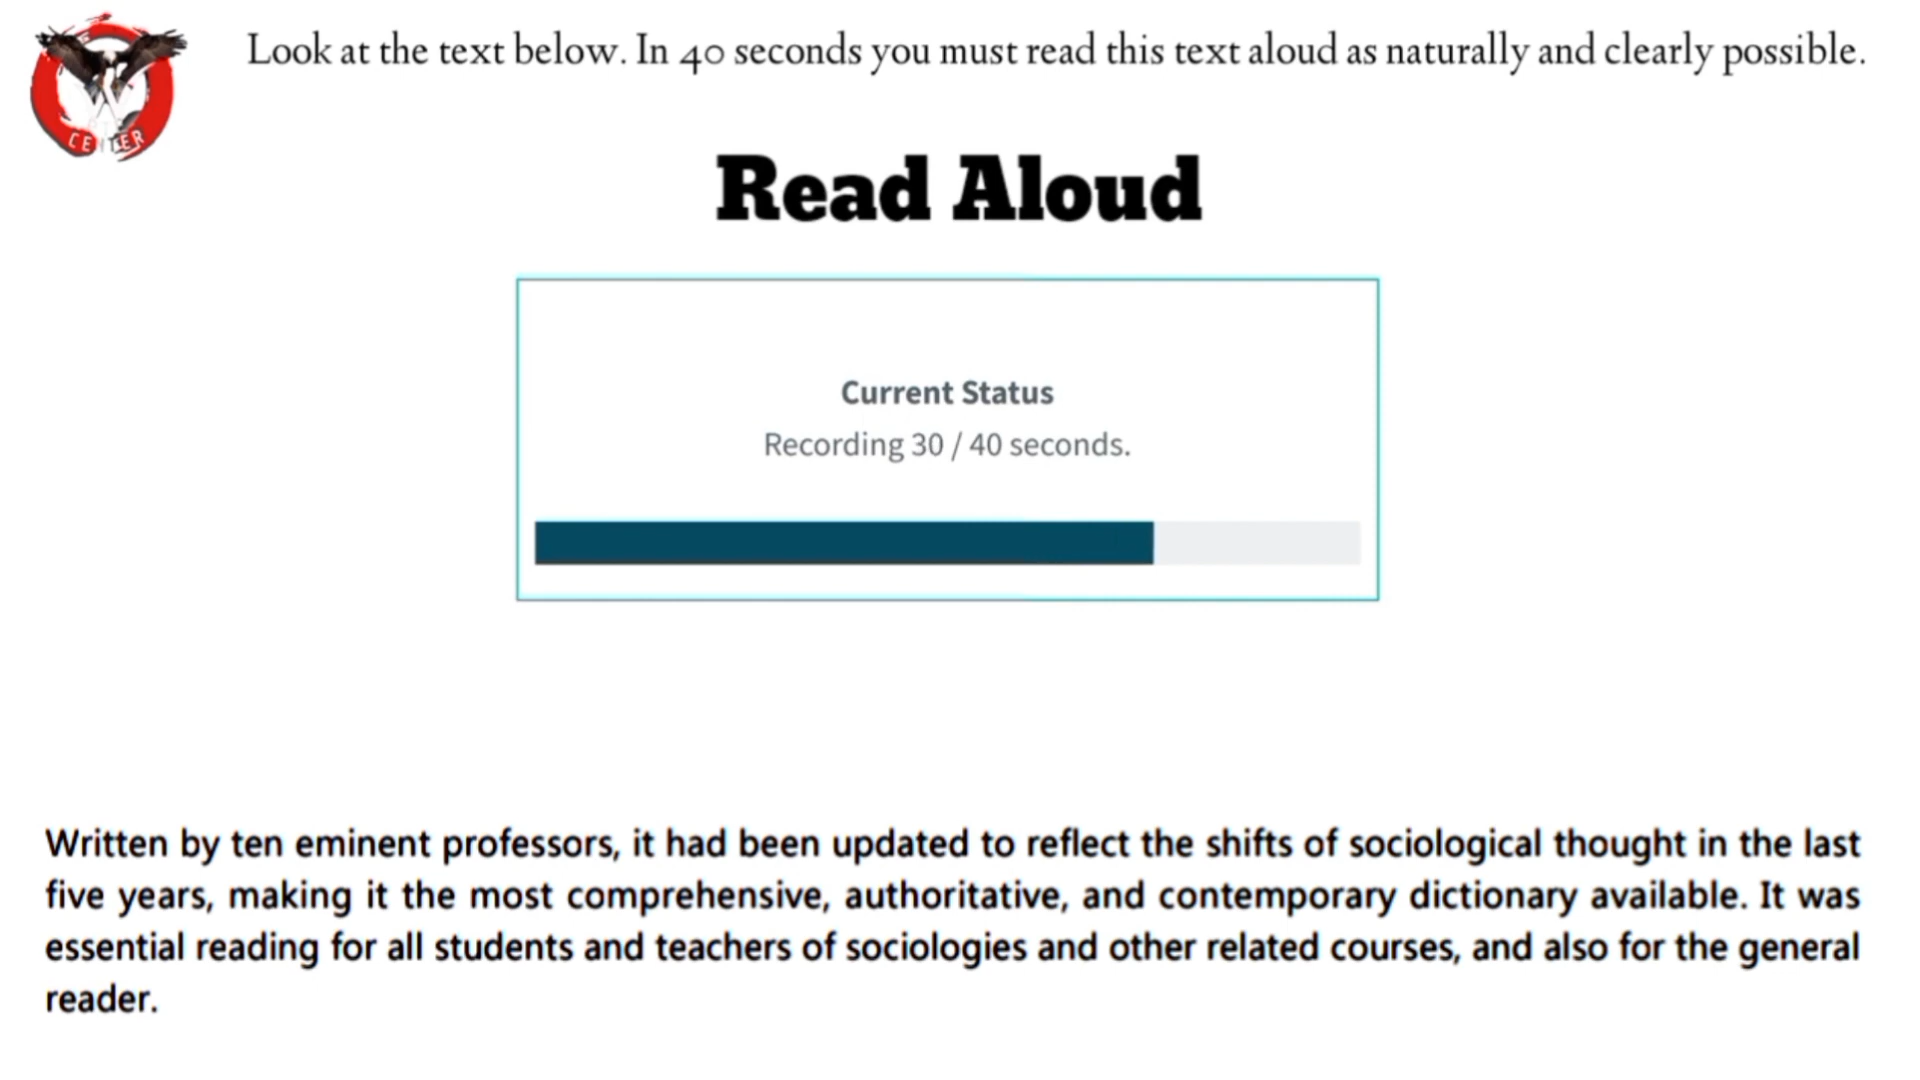 Look at the text below. In 40 seconds you must read this text aloud as naturally and clearly possible.
CENTER
Read Aloud
Current Status
Recording 30 / 40 seconds.
Written by ten eminent professors, it had been updated to reflect the shifts of sociological thought in the last
five years, making it the most comprehensive, authoritative, and contemporary dictionary available. It was
essential reading for all students and teachers of sociologies and other related courses, and also for the general
reader.